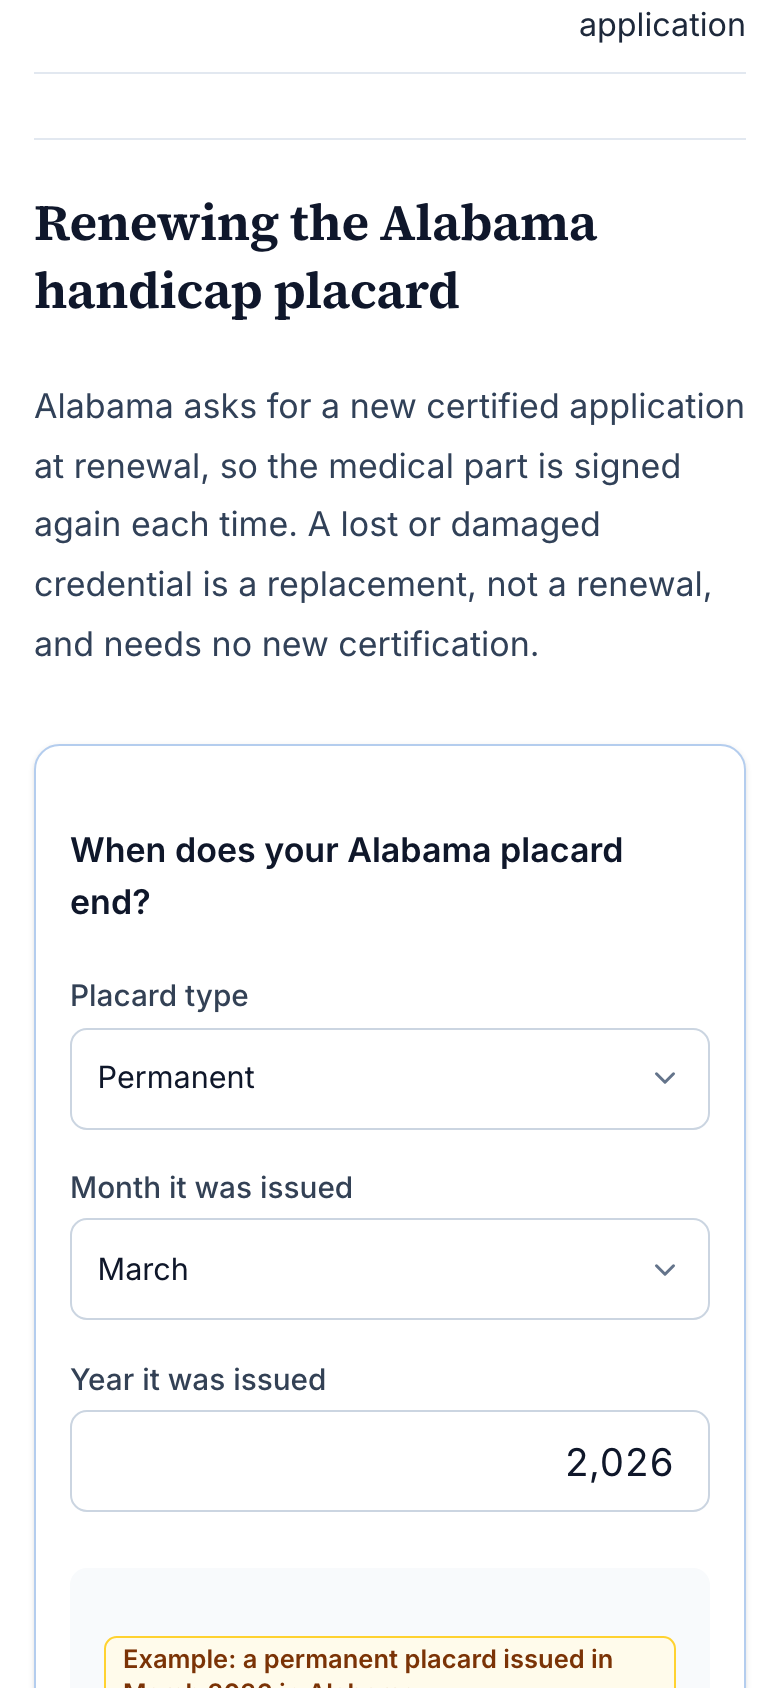 application
Renewing the Alabama
handicap placard
Alabama asks for a new certified application
at renewal, so the medical part is signed
again each time. A lost or damaged
credential is a replacement, not a renewal,
and needs no new certification.
When does your Alabama placard
end?
Placard type
Permanent
Month it was issued
March
Year it was issued
2,026
Example: a permanent placard issued in